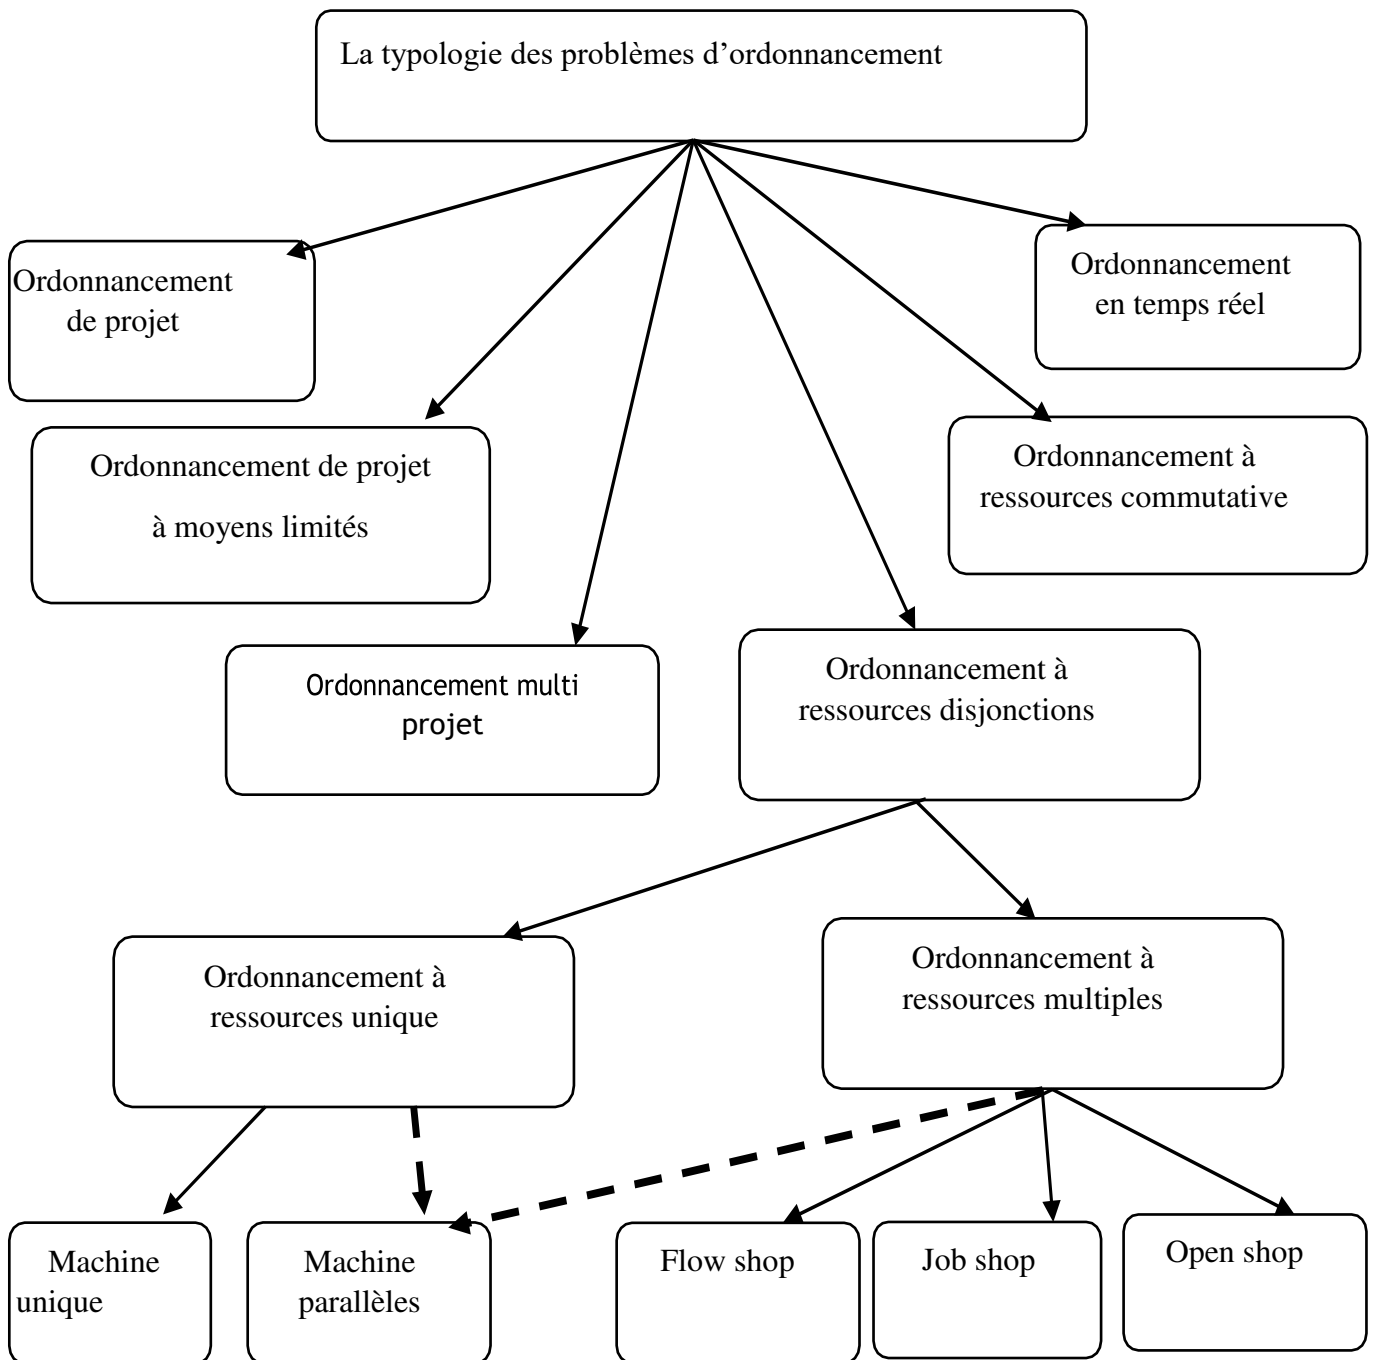 La typologie des problèmes d’ordonnancement
Ordonnancement
de projet
Ordonnancement
en temps réel
Ordonnancement de projet
à moyens limités
Ordonnancement à
ressources commutative
Ordonnancement multi
projet
Ordonnancement à
ressources disjonctions
Ordonnancement à
ressources unique
Ordonnancement à
ressources multiples
Machine
unique
Machine
parallèles
Flow shop
Job shop
Open shop